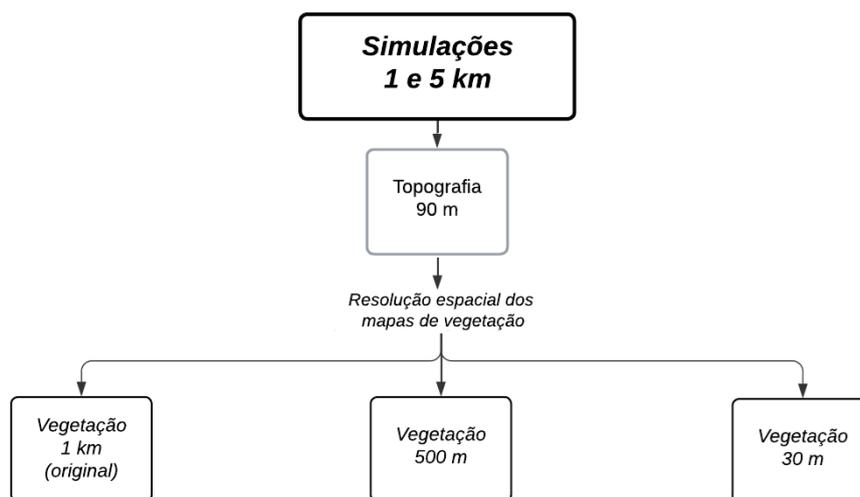 Simulações
1 e 5 km
Topografia
90 m
Resolução espacial dos
mapas de vegetação
Vegetação
1 km
(original)
Vegetação
500 m
Vegetação
30 m